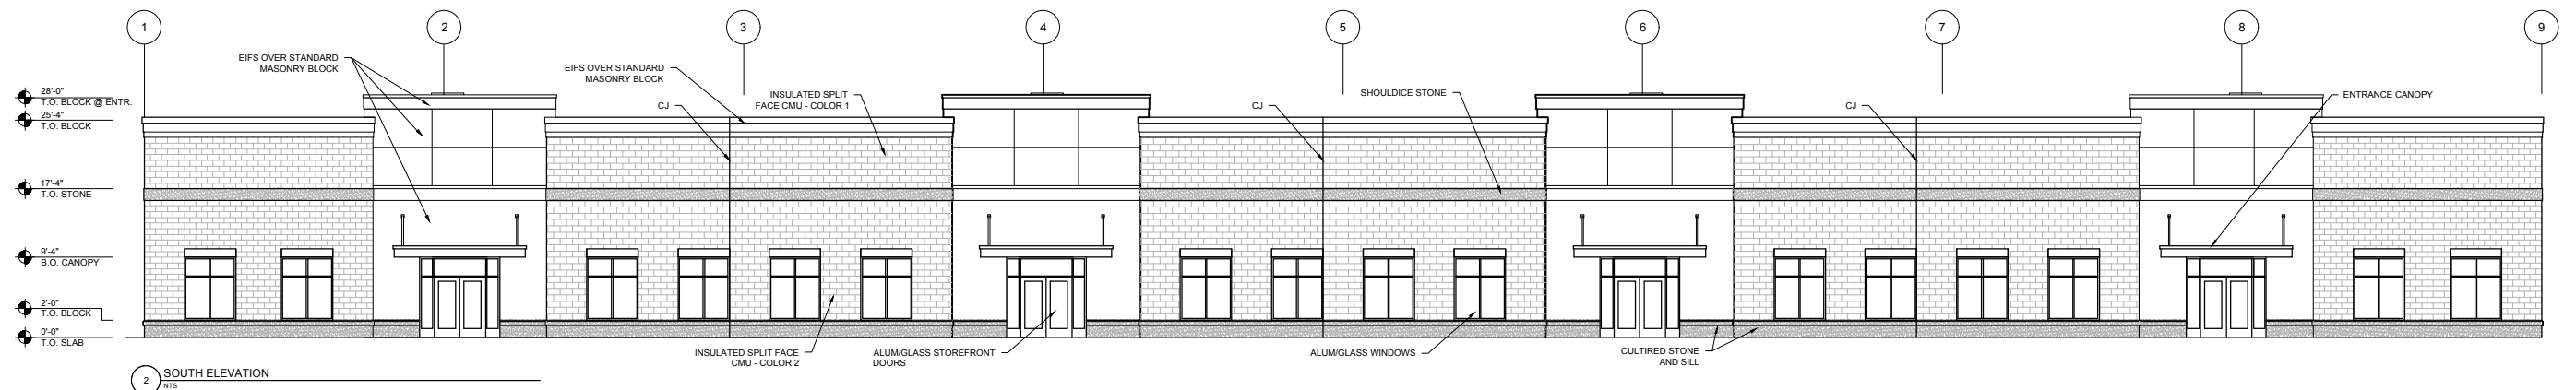 1 2 3 4 5 6 7 8 9
EIFS OVER STANDARD
MASONRY BLOCK
EIFS OVER STANDARD
MASONRY BLOCK
CJ
INSULATED SPLIT
FACE CMU - COLOR 1
CJ
SHOULDICE STONE
CJ
ENTRANCE CANOPY
28'-0"
T.O. BLOCK @ ENTR.
25'-4"
T.O. BLOCK
17'-4"
T.O. STONE
9'-4"
B.O. CANOPY
2'-0"
T.O. BLOCK
0'-0"
T.O. SLAB
INSULATED SPLIT FACE
CMU - COLOR 2
ALUM/GLASS STOREFRONT
DOORS
ALUM/GLASS WINDOWS
CULTIRED STONE
AND SILL
2 SOUTH ELEVATION
NTS